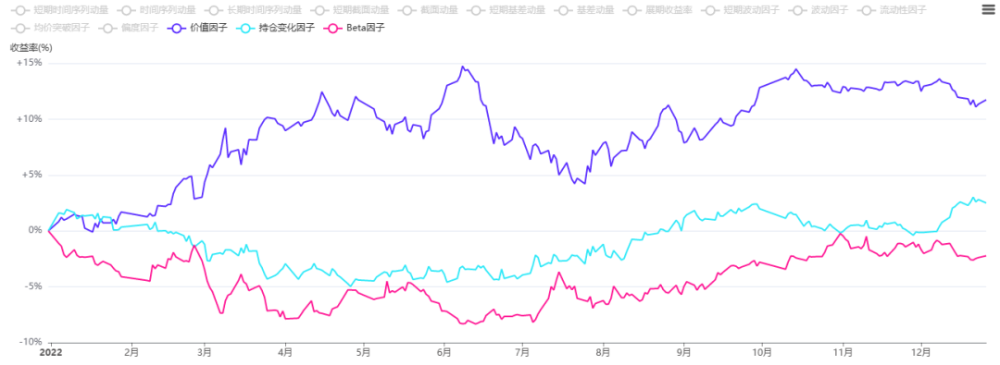 短期时间序列动量 时间序列动量 长期时间序列动量 短期截面动量 截面动量 短期基差动量 基差动量 展期收益率 短期波动因子 波动因子 流动性因子
均价突破因子 偏度因子 价值因子 持仓变化因子 Beta因子
收益率(%)
+15%
+10%
+5%
0%
-5%
-10%
2022 2月 3月 4月 5月 6月 7月 8月 9月 10月 11月 12月